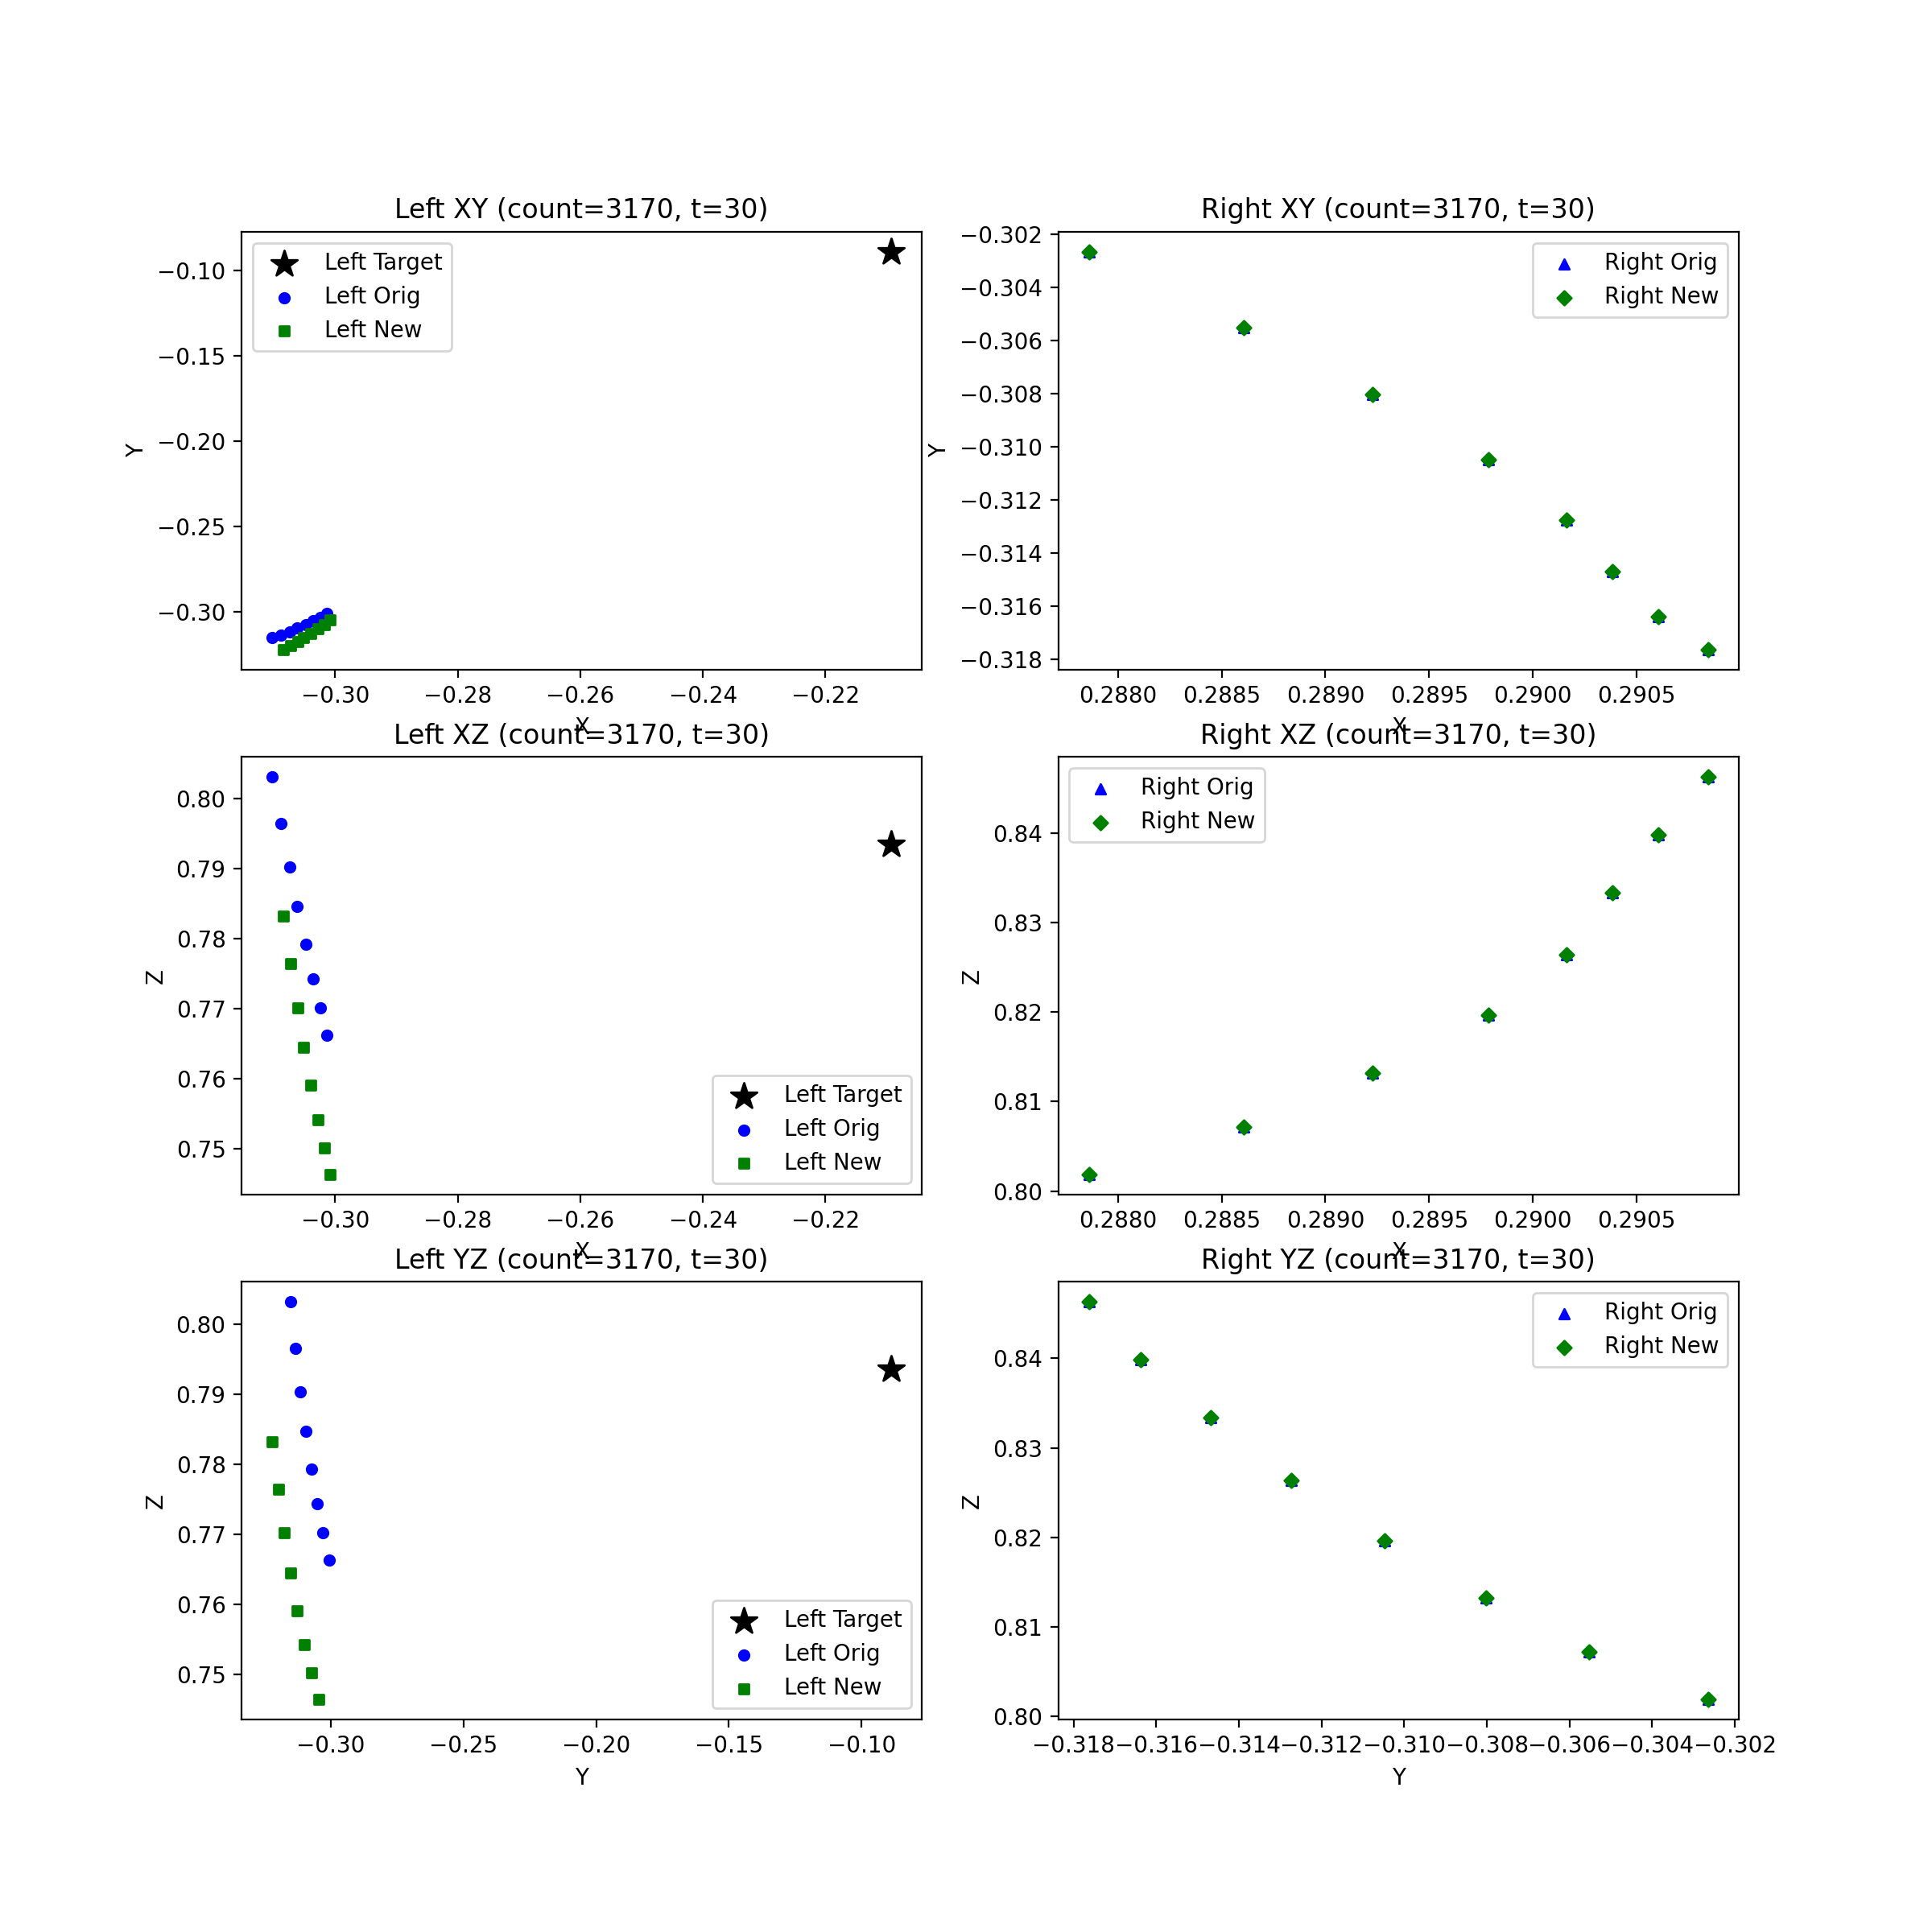 Left XY (count=3170, t=30)
Left Target
Left Orig
Left New
−0.10
−0.15
−0.20
−0.25
−0.30
Y
−0.30 −0.28 −0.26 −0.24 −0.22
X
Right XY (count=3170, t=30)
Right Orig
Right New
−0.302
−0.304
−0.306
−0.308
−0.310
−0.312
−0.314
−0.316
−0.318
Y
0.2880 0.2885 0.2890 0.2895 0.2900 0.2905
X
Left XZ (count=3170, t=30)
0.80
0.79
0.78
0.77
0.76
0.75
Z
Left Target
Left Orig
Left New
−0.30 −0.28 −0.26 −0.24 −0.22
X
Right XZ (count=3170, t=30)
Right Orig
Right New
0.84
0.83
0.82
0.81
0.80
Z
0.2880 0.2885 0.2890 0.2895 0.2900 0.2905
X
Left YZ (count=3170, t=30)
0.80
0.79
0.78
0.77
0.76
0.75
Z
Left Target
Left Orig
Left New
−0.30 −0.25 −0.20 −0.15 −0.10
Y
Right YZ (count=3170, t=30)
Right Orig
Right New
0.84
0.83
0.82
0.81
0.80
Z
−0.318 −0.316 −0.314 −0.312 −0.310 −0.308 −0.306 −0.304 −0.302
Y